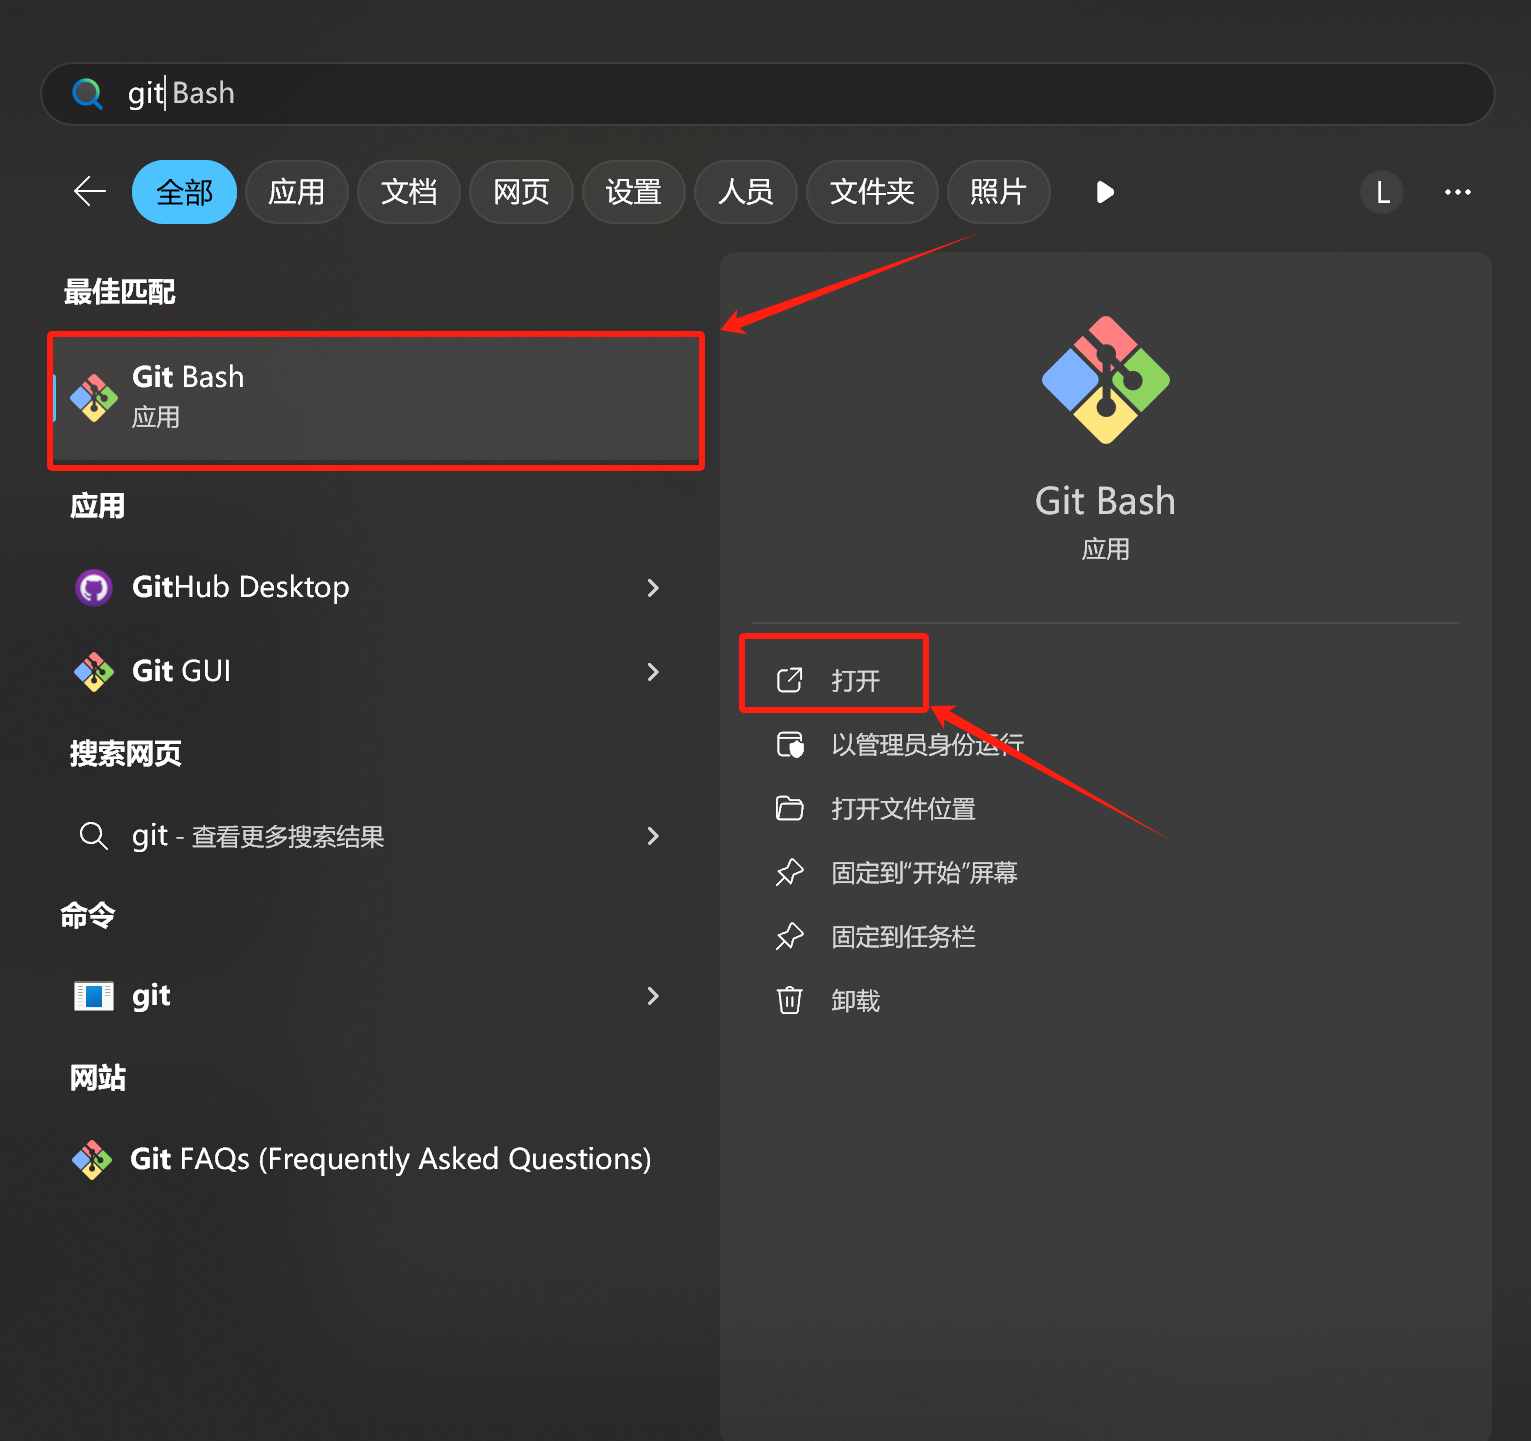 git Bash
全部 应用 文档 网页 设置 人员 文件夹 照片 L
最佳匹配
Git Bash
应用
应用
GitHub Desktop
Git GUI
搜索网页
git - 查看更多搜索结果
命令
git
网站
Git FAQs (Frequently Asked Questions)
Git Bash
应用
打开
以管理员身份运行
打开文件位置
固定到“开始”屏幕
固定到任务栏
卸载